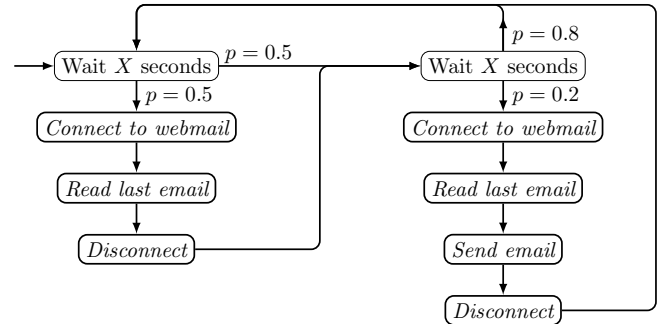 p = 0.8
Wait X seconds
p = 0.5
Wait X seconds
p = 0.5
p = 0.2
Connect to webmail
Connect to webmail
Read last email
Read last email
Disconnect
Send email
Disconnect